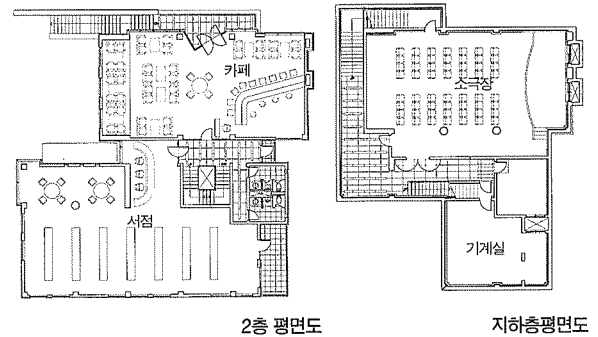 카페
소극장
서점
기계실
2층 평면도
지하층평면도